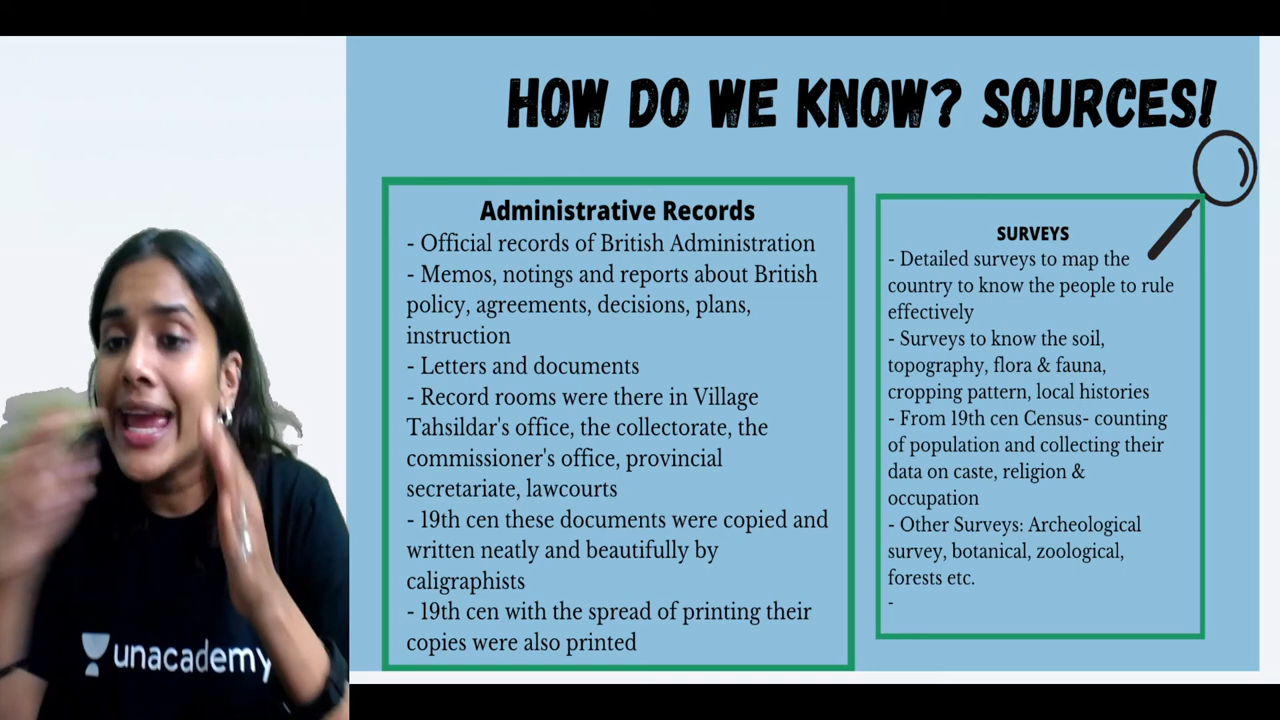 HOW DO WE KNOW? SOURCES!
Administrative Records
- Official records of British Administration
- Memos, notings and reports about British
policy, agreements, decisions, plans,
instruction
- Letters and documents
- Record rooms were there in Village
Tahsildar's office, the collectorate, the
commissioner's office, provincial
secretariate, lawcourts
- 19th cen these documents were copied and
written neatly and beautifully by
caligraphists
- 19th cen with the spread of printing their
copies were also printed
SURVEYS
- Detailed surveys to map the
country to know the people to rule
effectively
- Surveys to know the soil,
topography, flora & fauna,
cropping pattern, local histories
- From 19th cen Census- counting
of population and collecting their
data on caste, religion &
occupation
- Other Surveys: Archeological
survey, botanical, zoological,
forests etc.
-
unacademy